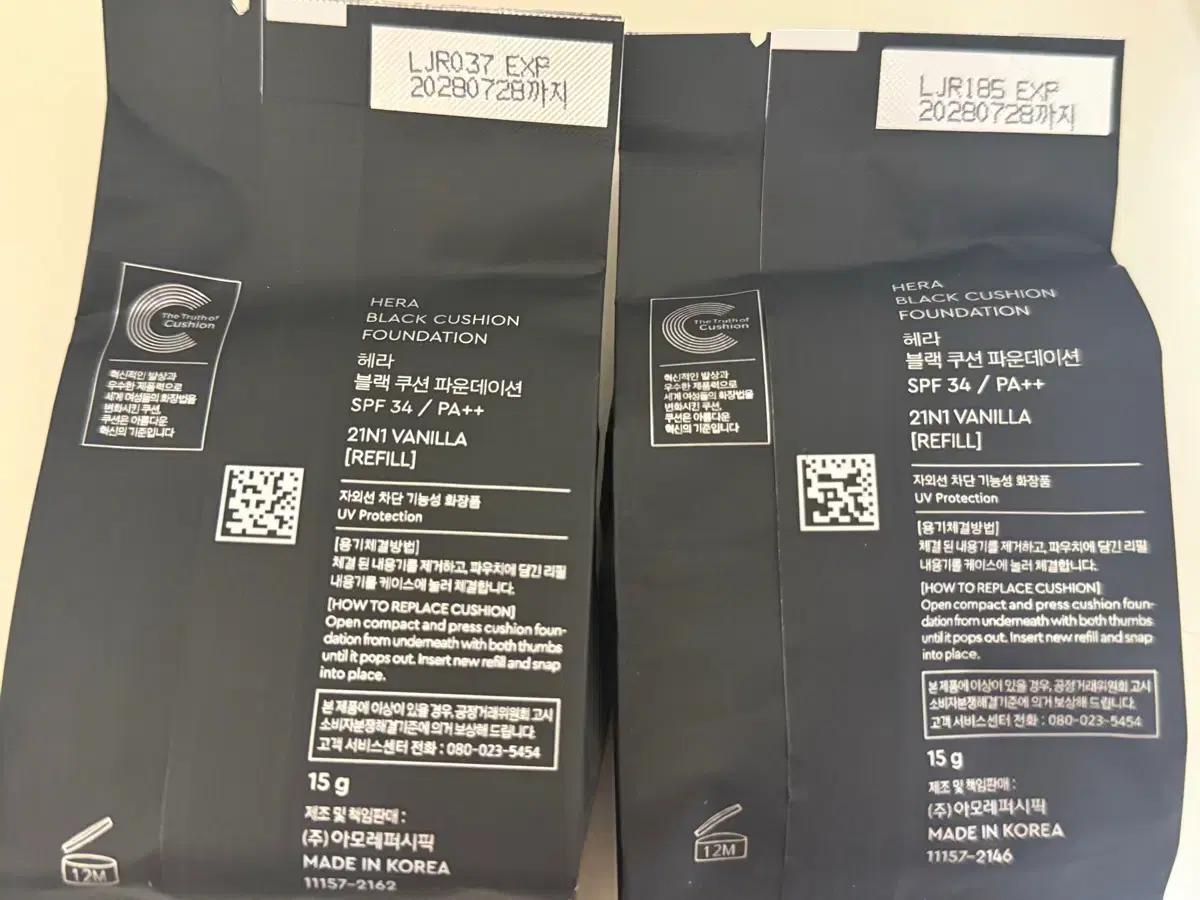 LJR037 EXP
20280728까지
The Truth of
Cushion
혁신적인 발상과
우수한 제품력으로
세계 여성들의 화장법을
변화시킨 쿠션,
쿠션은 아름다운
혁신의 기준입니다
HERA
BLACK CUSHION
FOUNDATION
헤라
블랙 쿠션 파운데이션
SPF 34 / PA++
21N1 VANILLA
[REFILL]
자외선 차단 기능성 화장품
UV Protection
[용기체결방법]
체결 된 내용기를 제거하고, 파우치에 담긴 리필
내용기를 케이스에 눌러 체결합니다.
[HOW TO REPLACE CUSHION]
Open compact and press cushion foun-
dation from underneath with both thumbs
until it pops out. Insert new refill and snap
into place.
본 제품에 이상이 있을 경우, 공정거래위원회 고시
소비자분쟁해결기준에 의거 보상해 드립니다.
고객 서비스센터 전화 : 080-023-5454
15 g
제조 및 책임판매 :
(주)아모레퍼시픽
MADE IN KOREA
11157-2162
12M
LJR185 EXP
20280728까지
The Truth of
Cushion
혁신적인 발상과
우수한 제품력으로
세계 여성들의 화장법을
변화시킨 쿠션,
쿠션은 아름다운
혁신의 기준입니다
HERA
BLACK CUSHION
FOUNDATION
헤라
블랙 쿠션 파운데이션
SPF 34 / PA++
21N1 VANILLA
[REFILL]
자외선 차단 기능성 화장품
UV Protection
[용기체결방법]
체결 된 내용기를 제거하고, 파우치에 담긴 리필
내용기를 케이스에 눌러 체결합니다.
[HOW TO REPLACE CUSHION]
Open compact and press cushion foun-
dation from underneath with both thumbs
until it pops out. Insert new refill and snap
into place.
본 제품에 이상이 있을 경우, 공정거래위원회 고시
소비자분쟁해결기준에 의거 보상해 드립니다.
고객 서비스센터 전화 : 080-023-5454
15 g
제조 및 책임판매 :
(주)아모레퍼시픽
MADE IN KOREA
11157-2146
12M